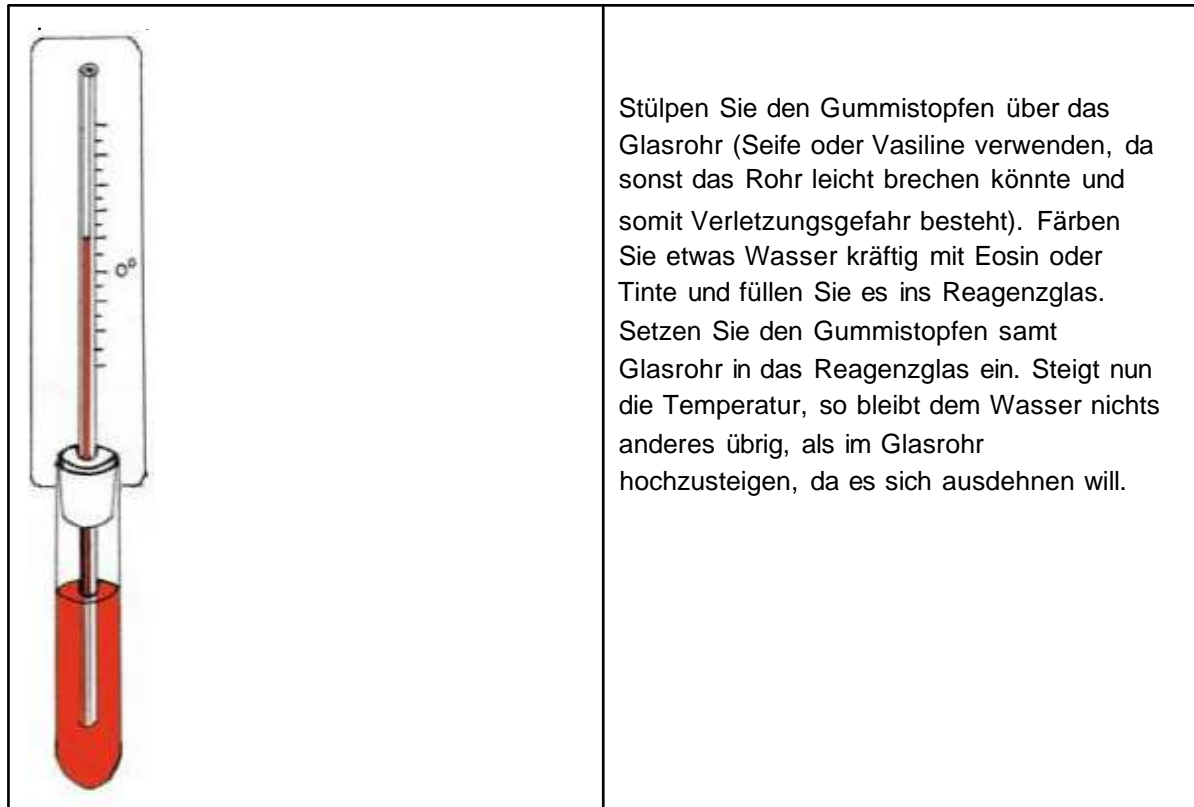 0°
Stülpen Sie den Gummistopfen über das
Glasrohr (Seife oder Vasiline verwenden, da
sonst das Rohr leicht brechen könnte und
somit Verletzungsgefahr besteht). Färben
Sie etwas Wasser kräftig mit Eosin oder
Tinte und füllen Sie es ins Reagenzglas.
Setzen Sie den Gummistopfen samt
Glasrohr in das Reagenzglas ein. Steigt nun
die Temperatur, so bleibt dem Wasser nichts
anderes übrig, als im Glasrohr
hochzusteigen, da es sich ausdehnen will.